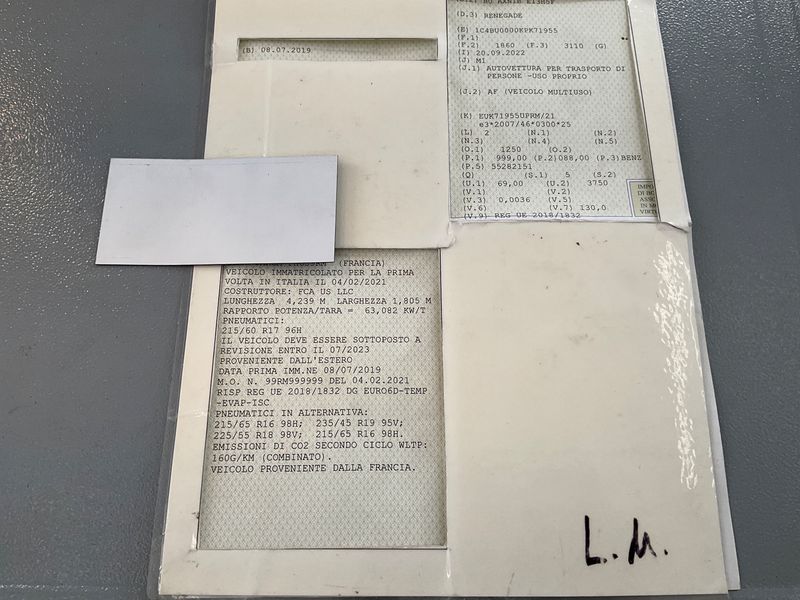 (B) 08.07.2019
(D.3) RENEGADE
(E) 1C4BU0000KPK71955
(F.1)
(F.2) 1860 (F.3) 3110 (G)
(I) 20.09.2022
(J) M1
(J.1) AUTOVETTURA PER TRASPORTO DI
PERSONE -USO PROPRIO
(J.2) AF (VEICOLO MULTIUSO)
(K) EUK71955UPRM/21
e3*2007/46*0300*25
(L) 2 (N.1) (N.2)
(N.3) (N.4) (N.5)
(O.1) 1250 (O.2)
(P.1) 999,00 (P.2)088,00 (P.3)BENZ
(P.5) 55282151
(Q) (S.1) 5 (S.2)
(U.1) 69,00 (U.2) 3750
(V.1) (V.2)
(V.3) 0,0036 (V.5)
(V.6) (V.7) 130,0
(V.9) REG UE 2018/1832
(FRANCIA)
VEICOLO IMMATRICOLATO PER LA PRIMA
VOLTA IN ITALIA IL 04/02/2021
COSTRUTTORE: FCA US LLC
LUNGHEZZA 4,239 M LARGHEZZA 1,805 M
RAPPORTO POTENZA/TARA = 63,082 KW/T
PNEUMATICI:
215/60 R17 96H
IL VEICOLO DEVE ESSERE SOTTOPOSTO A
REVISIONE ENTRO IL 07/2023
PROVENIENTE DALL'ESTERO
DATA PRIMA IMM.NE 08/07/2019
M.O. N. 99RM999999 DEL 04.02.2021
RISP REG UE 2018/1832 DG EURO6D-TEMP
-EVAP-ISC
PNEUMATICI IN ALTERNATIVA:
215/65 R16 98H; 235/45 R19 95V;
225/55 R18 98V; 215/65 R16 98H.
EMISSIONI DI CO2 SECONDO CICLO WLTP:
160G/KM (COMBINATO).
VEICOLO PROVENIENTE DALLA FRANCIA.
L.M.